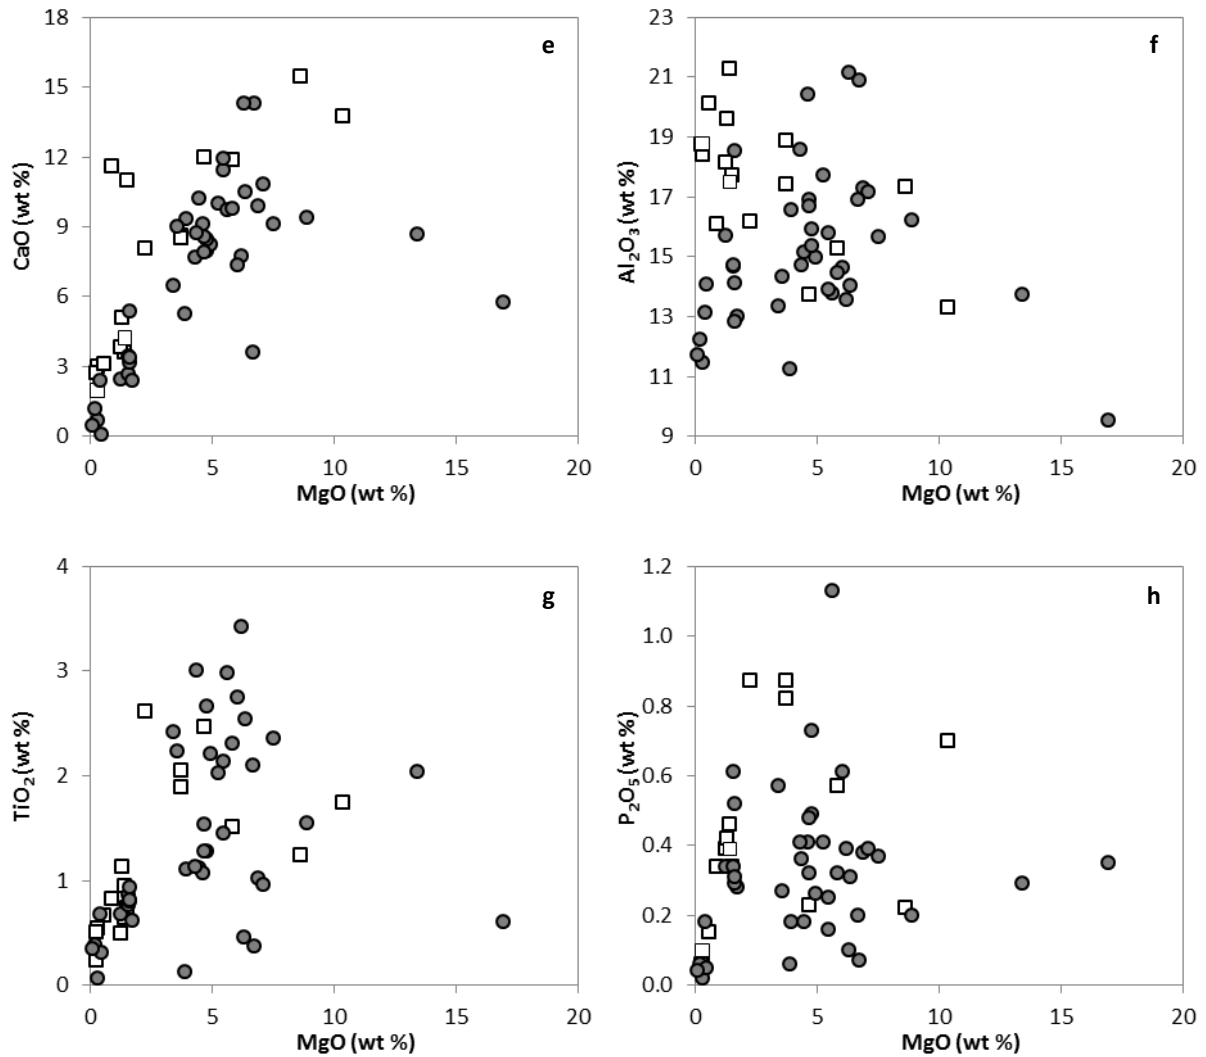 18
15
12
9
6
3
0
CaO (wt %)
e
0 5 10 15 20
MgO (wt %)
23
21
19
17
15
13
11
9
Al₂O₃ (wt %)
f
0 5 10 15 20
MgO (wt %)
4
3
2
1
0
TiO₂ (wt %)
g
0 5 10 15 20
MgO (wt %)
1.2
1.0
0.8
0.6
0.4
0.2
0.0
P₂O₅ (wt %)
h
0 5 10 15 20
MgO (wt %)